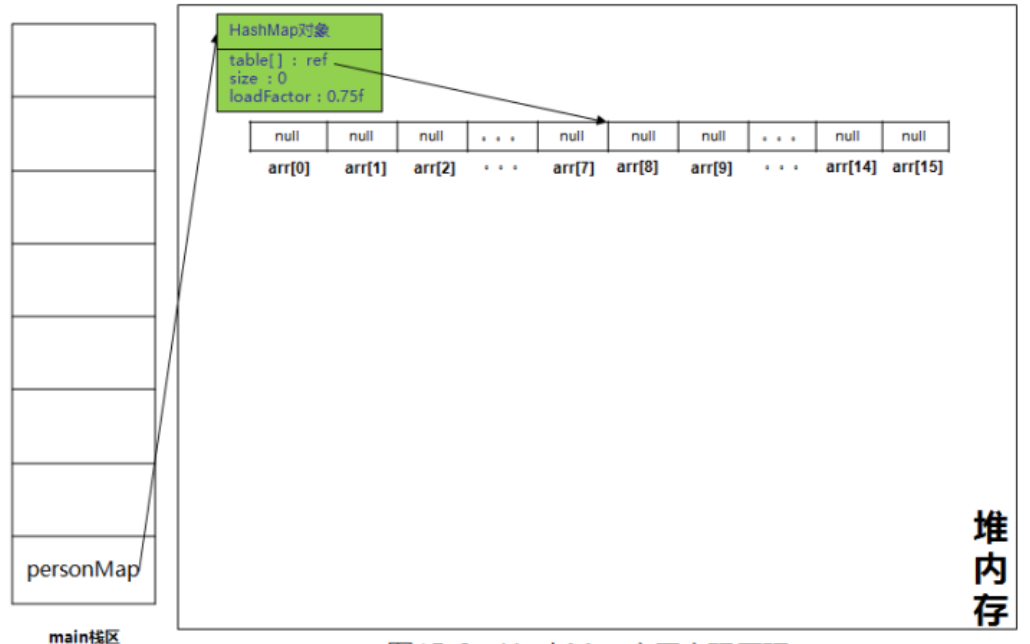 HashMap对象
table[] : ref
size : 0
loadFactor : 0.75f
null null null 。。。 null null null 。。。 null null
arr[0] arr[1] arr[2] 。。。 arr[7] arr[8] arr[9] 。。。 arr[14] arr[15]
堆内存
personMap
main栈区